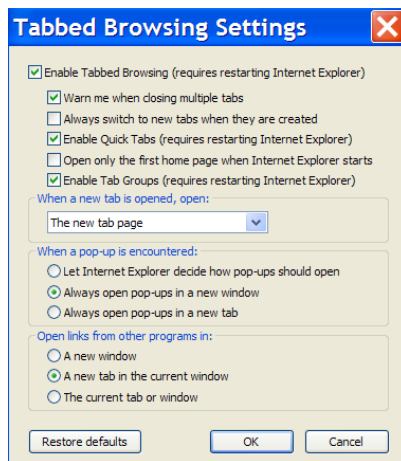 Tabbed Browsing Settings
Enable Tabbed Browsing (requires restarting Internet Explorer)
Warn me when closing multiple tabs
Always switch to new tabs when they are created
Enable Quick Tabs (requires restarting Internet Explorer)
Open only the first home page when Internet Explorer starts
Enable Tab Groups (requires restarting Internet Explorer)
When a new tab is opened, open:
The new tab page
When a pop-up is encountered:
Let Internet Explorer decide how pop-ups should open
Always open pop-ups in a new window
Always open pop-ups in a new tab
Open links from other programs in:
A new window
A new tab in the current window
The current tab or window
Restore defaults OK Cancel